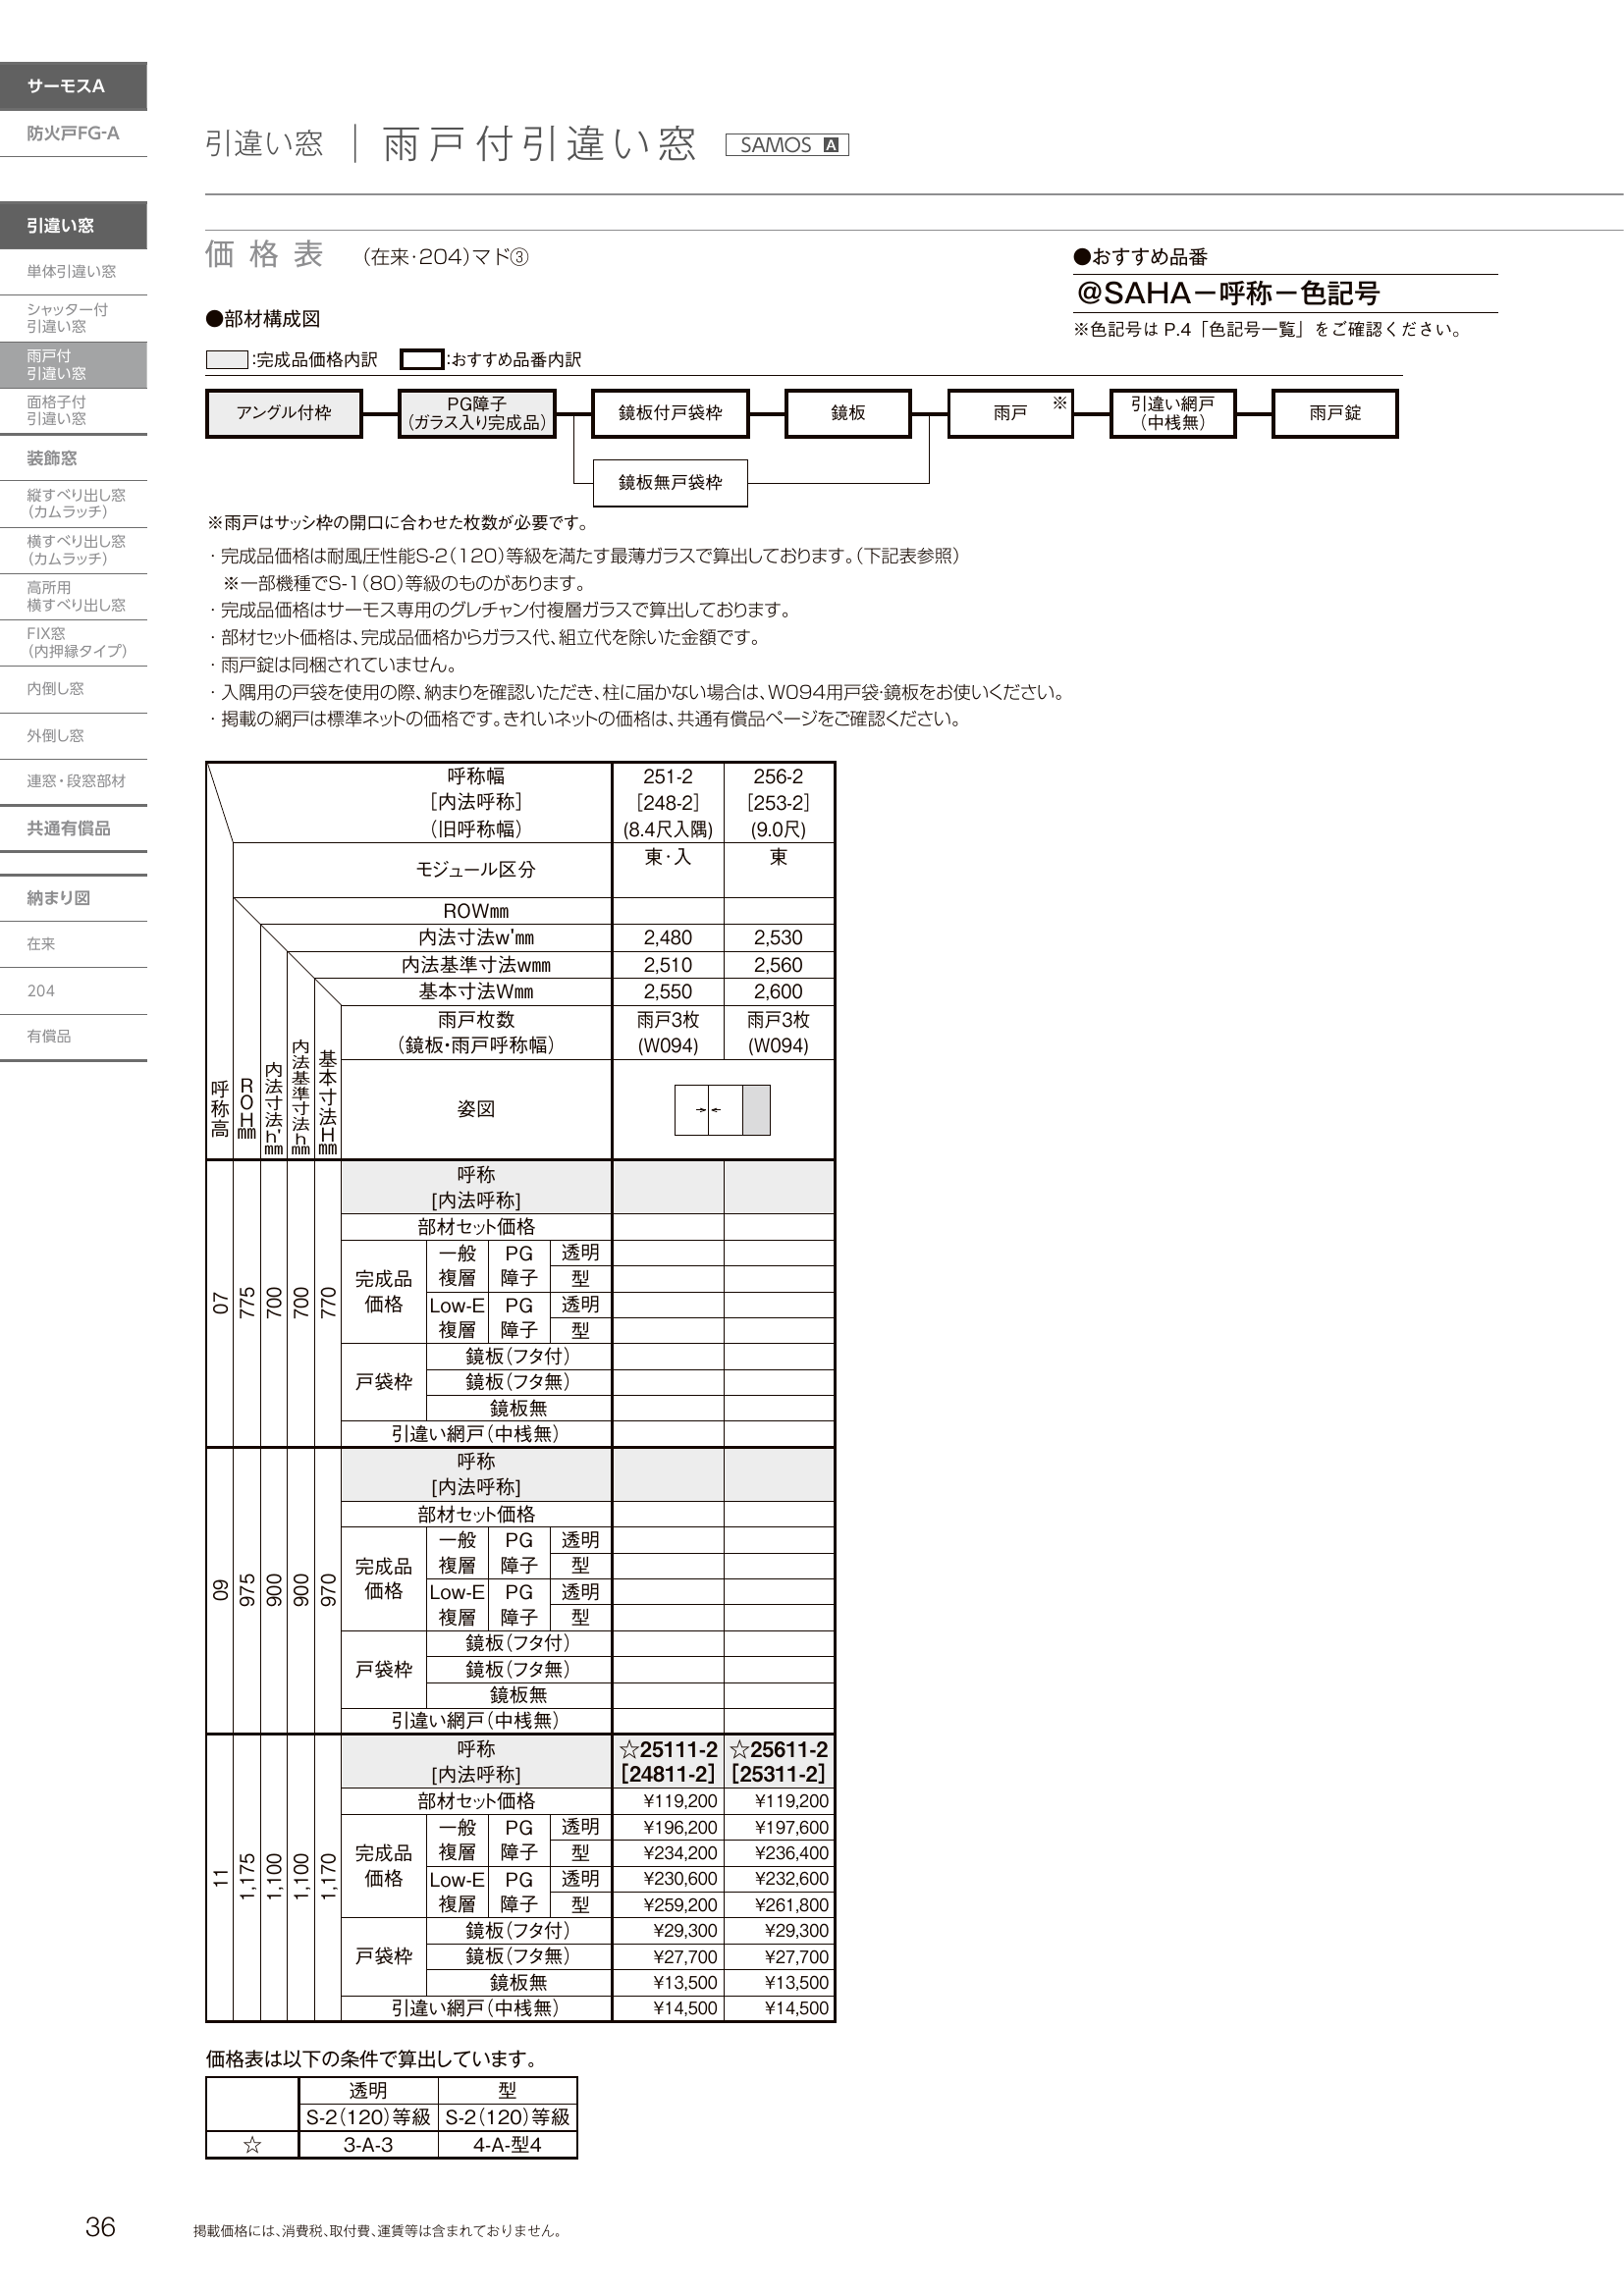 サーモスA
防火戸FG-A
引違い窓
単体引違い窓
シャッター付
引違い窓
雨戸付
引違い窓
面格子付
引違い窓
装飾窓
縦すべり出し窓
（カムラッチ）
横すべり出し窓
（カムラッチ）
高所用
横すべり出し窓
FIX窓
（内押縁タイプ）
内倒し窓
外倒し窓
連窓・段窓部材
共通有償品
納まり図
在来
204
有償品
引違い窓｜雨戸付引違い窓 SAMOS A
価格表 （在来･204）マド③
●おすすめ品番
@SAHA－呼称－色記号
※色記号は P.4「色記号一覧」をご確認ください。
●部材構成図
:完成品価格内訳 :おすすめ品番内訳
アングル付枠
PG障子
（ガラス入り完成品）
鏡板付戸袋枠
鏡板
雨戸 ※
引違い網戸
（中桟無）
雨戸錠
鏡板無戸袋枠
※雨戸はサッシ枠の開口に合わせた枚数が必要です。
･完成品価格は耐風圧性能S-2（120）等級を満たす最薄ガラスで算出しております。（下記表参照）
※一部機種でS-1（80）等級のものがあります。
･完成品価格はサーモス専用のグレチャン付複層ガラスで算出しております。
･部材セット価格は、完成品価格からガラス代、組立代を除いた金額です。
･雨戸錠は同梱されていません。
･入隅用の戸袋を使用の際、納まりを確認いただき、柱に届かない場合は、W094用戸袋･鏡板をお使いください。
･掲載の網戸は標準ネットの価格です。きれいネットの価格は、共通有償品ページをご確認ください。
呼称幅 251-2 256-2
［内法呼称］ ［248-2］ ［253-2］
（旧呼称幅） (8.4尺入隅) (9.0尺)
モジュール区分 東･入 東
ROW㎜
内法寸法w'㎜ 2,480 2,530
内法基準寸法w㎜ 2,510 2,560
基本寸法W㎜ 2,550 2,600
雨戸枚数 雨戸3枚 雨戸3枚
（鏡板･雨戸呼称幅） (W094) (W094)
呼称高 ROH㎜ 内法寸法h'㎜ 内法基準寸法h㎜ 基本寸法H㎜ 姿図
07 775 700 700 770
呼称
[内法呼称]
部材セット価格
完成品価格 一般複層 PG障子 透明
型
Low-E複層 PG障子 透明
型
戸袋枠 鏡板（フタ付）
鏡板（フタ無）
鏡板無
引違い網戸（中桟無）
09 975 900 900 970
呼称
[内法呼称]
部材セット価格
完成品価格 一般複層 PG障子 透明
型
Low-E複層 PG障子 透明
型
戸袋枠 鏡板（フタ付）
鏡板（フタ無）
鏡板無
引違い網戸（中桟無）
11 1,175 1,100 1,100 1,170
呼称 ☆25111-2 ☆25611-2
[内法呼称] ［24811-2］ ［25311-2］
部材セット価格 ¥119,200 ¥119,200
完成品価格 一般複層 PG障子 透明 ¥196,200 ¥197,600
型 ¥234,200 ¥236,400
Low-E複層 PG障子 透明 ¥230,600 ¥232,600
型 ¥259,200 ¥261,800
戸袋枠 鏡板（フタ付） ¥29,300 ¥29,300
鏡板（フタ無） ¥27,700 ¥27,700
鏡板無 ¥13,500 ¥13,500
引違い網戸（中桟無） ¥14,500 ¥14,500
価格表は以下の条件で算出しています。
透明 型
S-2（120）等級 S-2（120）等級
☆ 3-A-3 4-A-型4
36
掲載価格には、消費税、取付費、運賃等は含まれておりません。